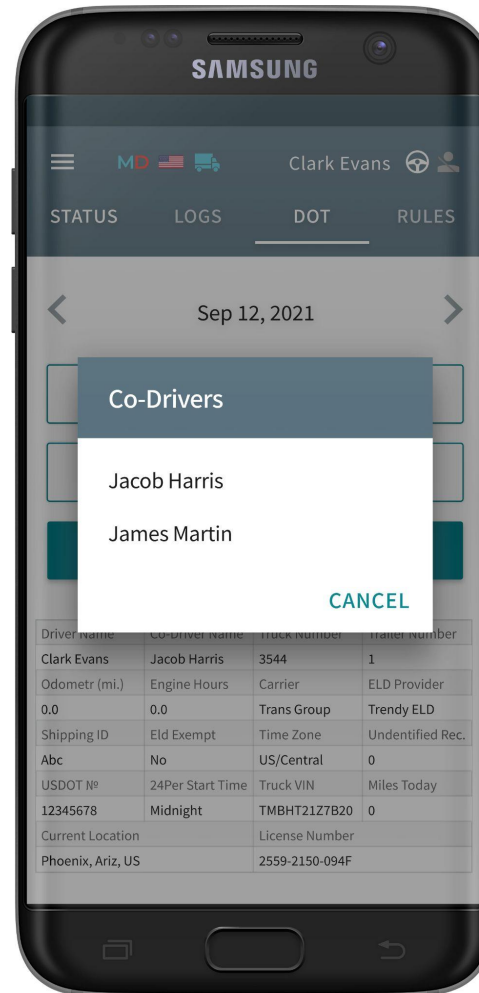 SAMSUNG
MD Clark Evans
STATUS LOGS DOT RULES
Sep 12, 2021
Co-Drivers
Jacob Harris
James Martin
CANCEL
Driver Name Co-Driver Name Truck Number Trailer Number
Clark Evans Jacob Harris 3544 1
Odometr (mi.) Engine Hours Carrier ELD Provider
0.0 0.0 Trans Group Trendy ELD
Shipping ID Eld Exempt Time Zone Undentified Rec.
Abc No US/Central 0
USDOT № 24Per Start Time Truck VIN Miles Today
12345678 Midnight TMBHT21Z7B20 0
Current Location License Number
Phoenix, Ariz, US 2559-2150-094F